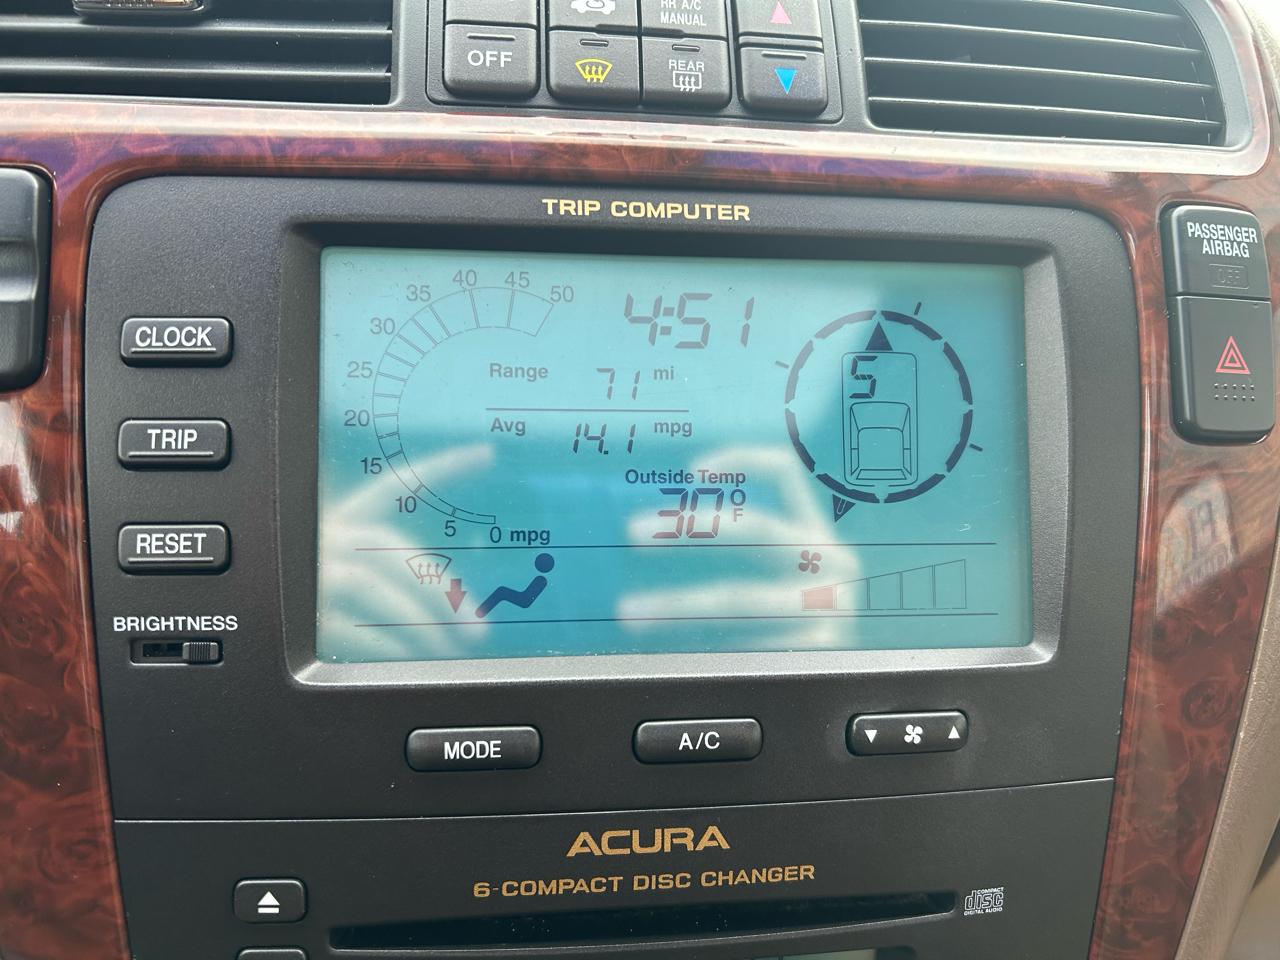 RR A/C
MANUAL
OFF
REAR
PASSENGER
AIRBAG
OFF
TRIP COMPUTER
CLOCK
TRIP
RESET
BRIGHTNESS
50
45
40
35
30
25
20
15
10
5
0 mpg
4:51
Range 71 mi
Avg 14.1 mpg
Outside Temp
30 °F
S
MODE
A/C
ACURA
6-COMPACT DISC CHANGER
COMPACT
disc
DIGITAL AUDIO